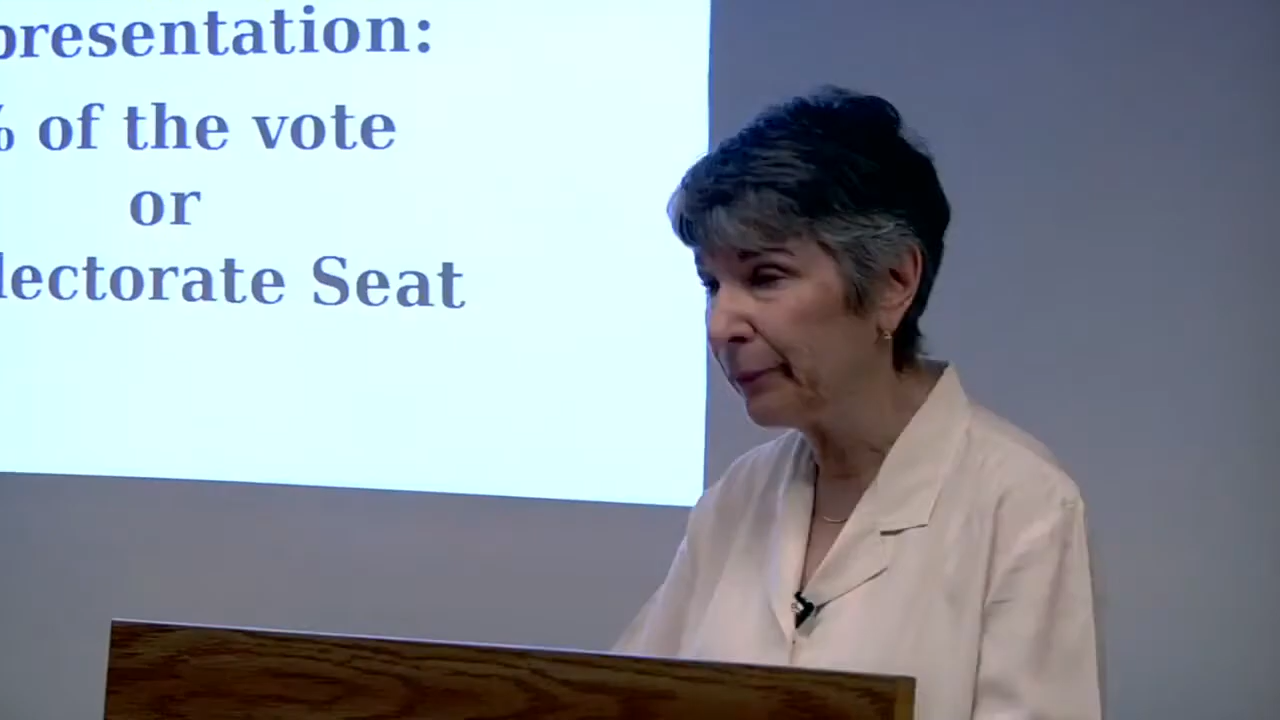 presentation:
% of the vote
or
lectorate Seat